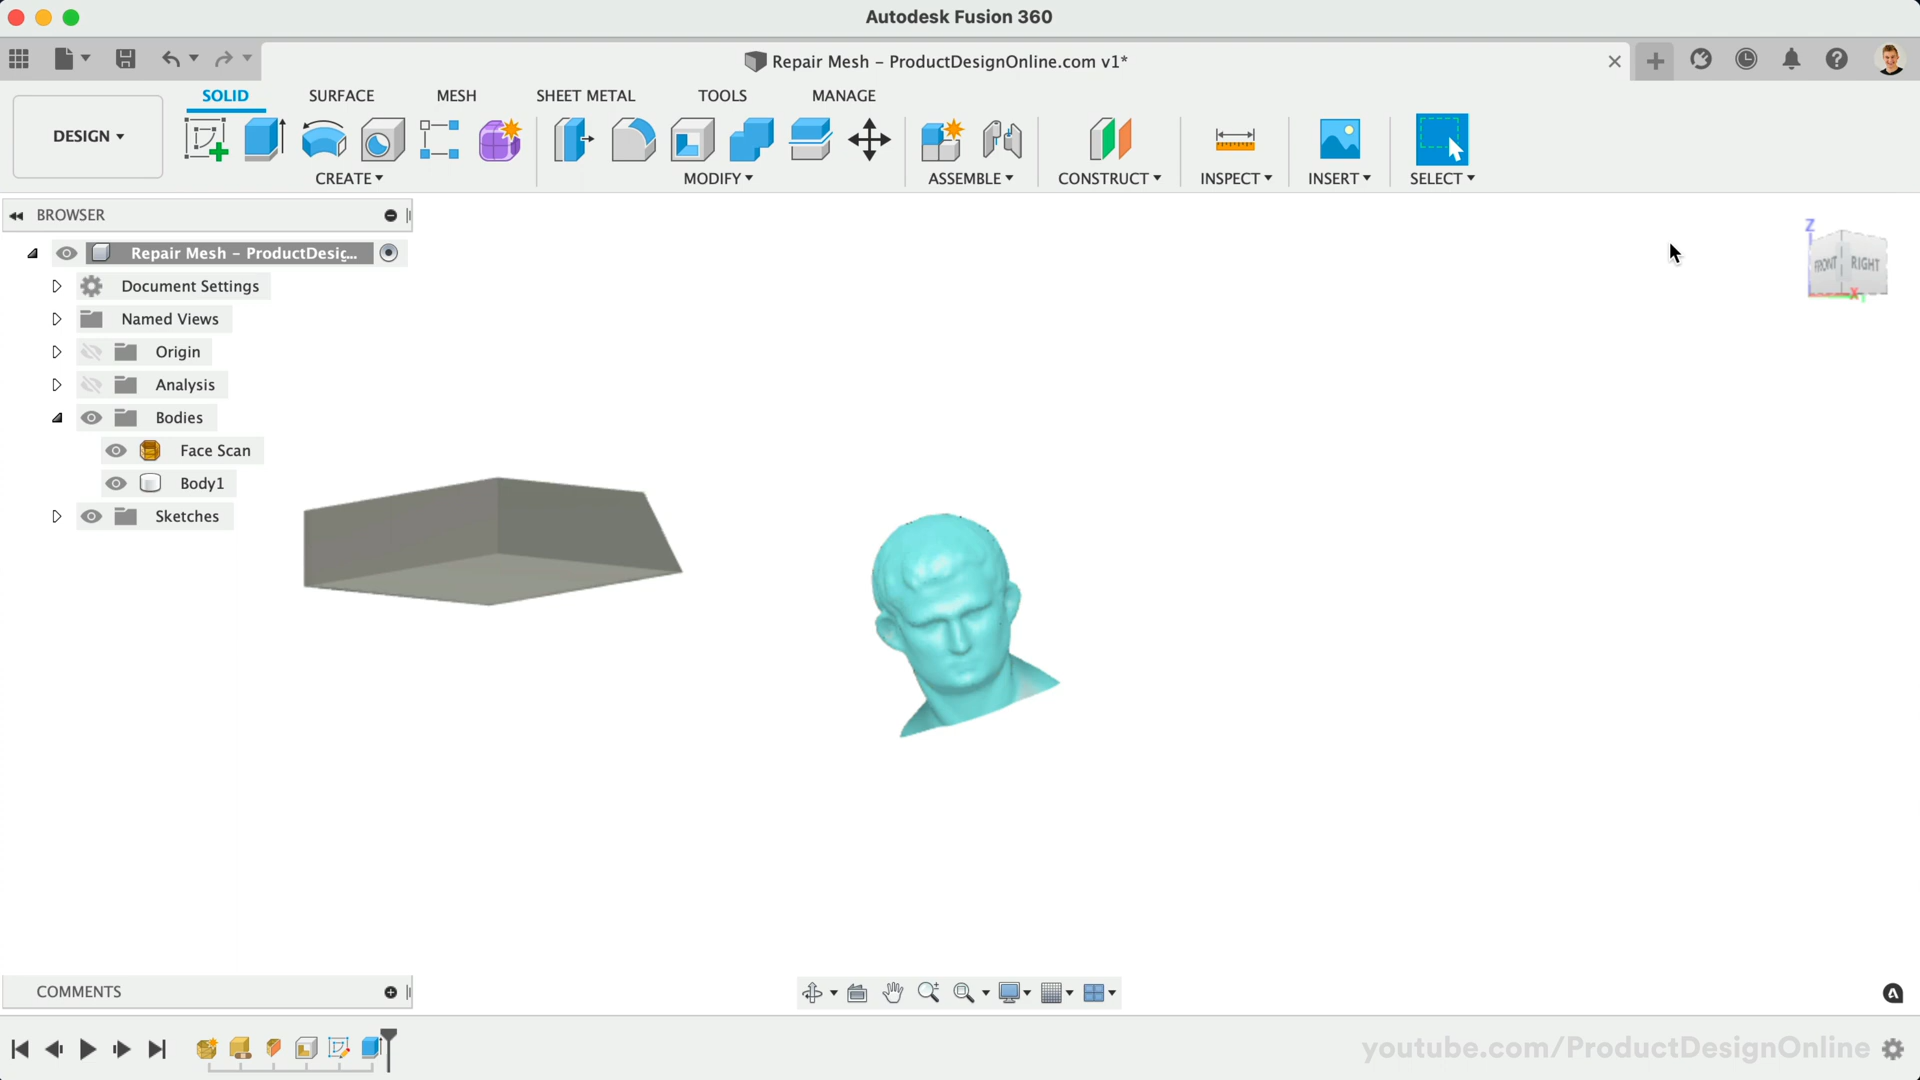 Autodesk Fusion 360
Repair Mesh – ProductDesignOnline.com v1*
SOLID
SURFACE
MESH
SHEET METAL
TOOLS
MANAGE
DESIGN
CREATE
MODIFY
ASSEMBLE
CONSTRUCT
INSPECT
INSERT
SELECT
BROWSER
Repair Mesh – ProductDesig...
Document Settings
Named Views
Origin
Analysis
Bodies
Face Scan
Body1
Sketches
Z
FRONT
RIGHT
X
COMMENTS
youtube.com/ProductDesignOnline